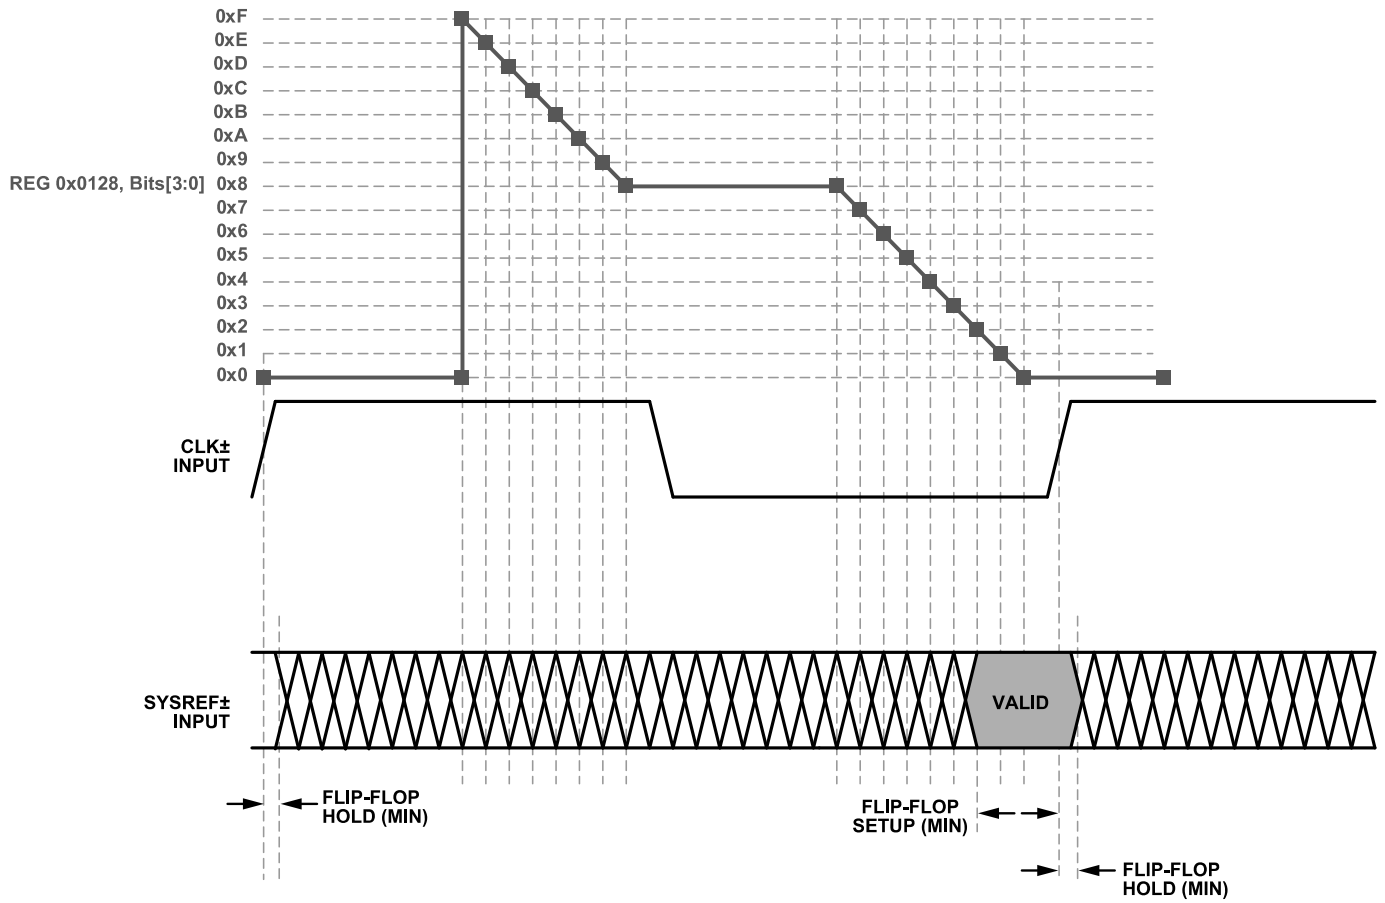 0xF
0xE
0xD
0xC
0xB
0xA
0x9
REG 0x0128, Bits[3:0] 0x8
0x7
0x6
0x5
0x4
0x3
0x2
0x1
0x0
CLK±
INPUT
SYSREF±
INPUT
VALID
FLIP-FLOP
HOLD (MIN)
FLIP-FLOP
SETUP (MIN)
FLIP-FLOP
HOLD (MIN)